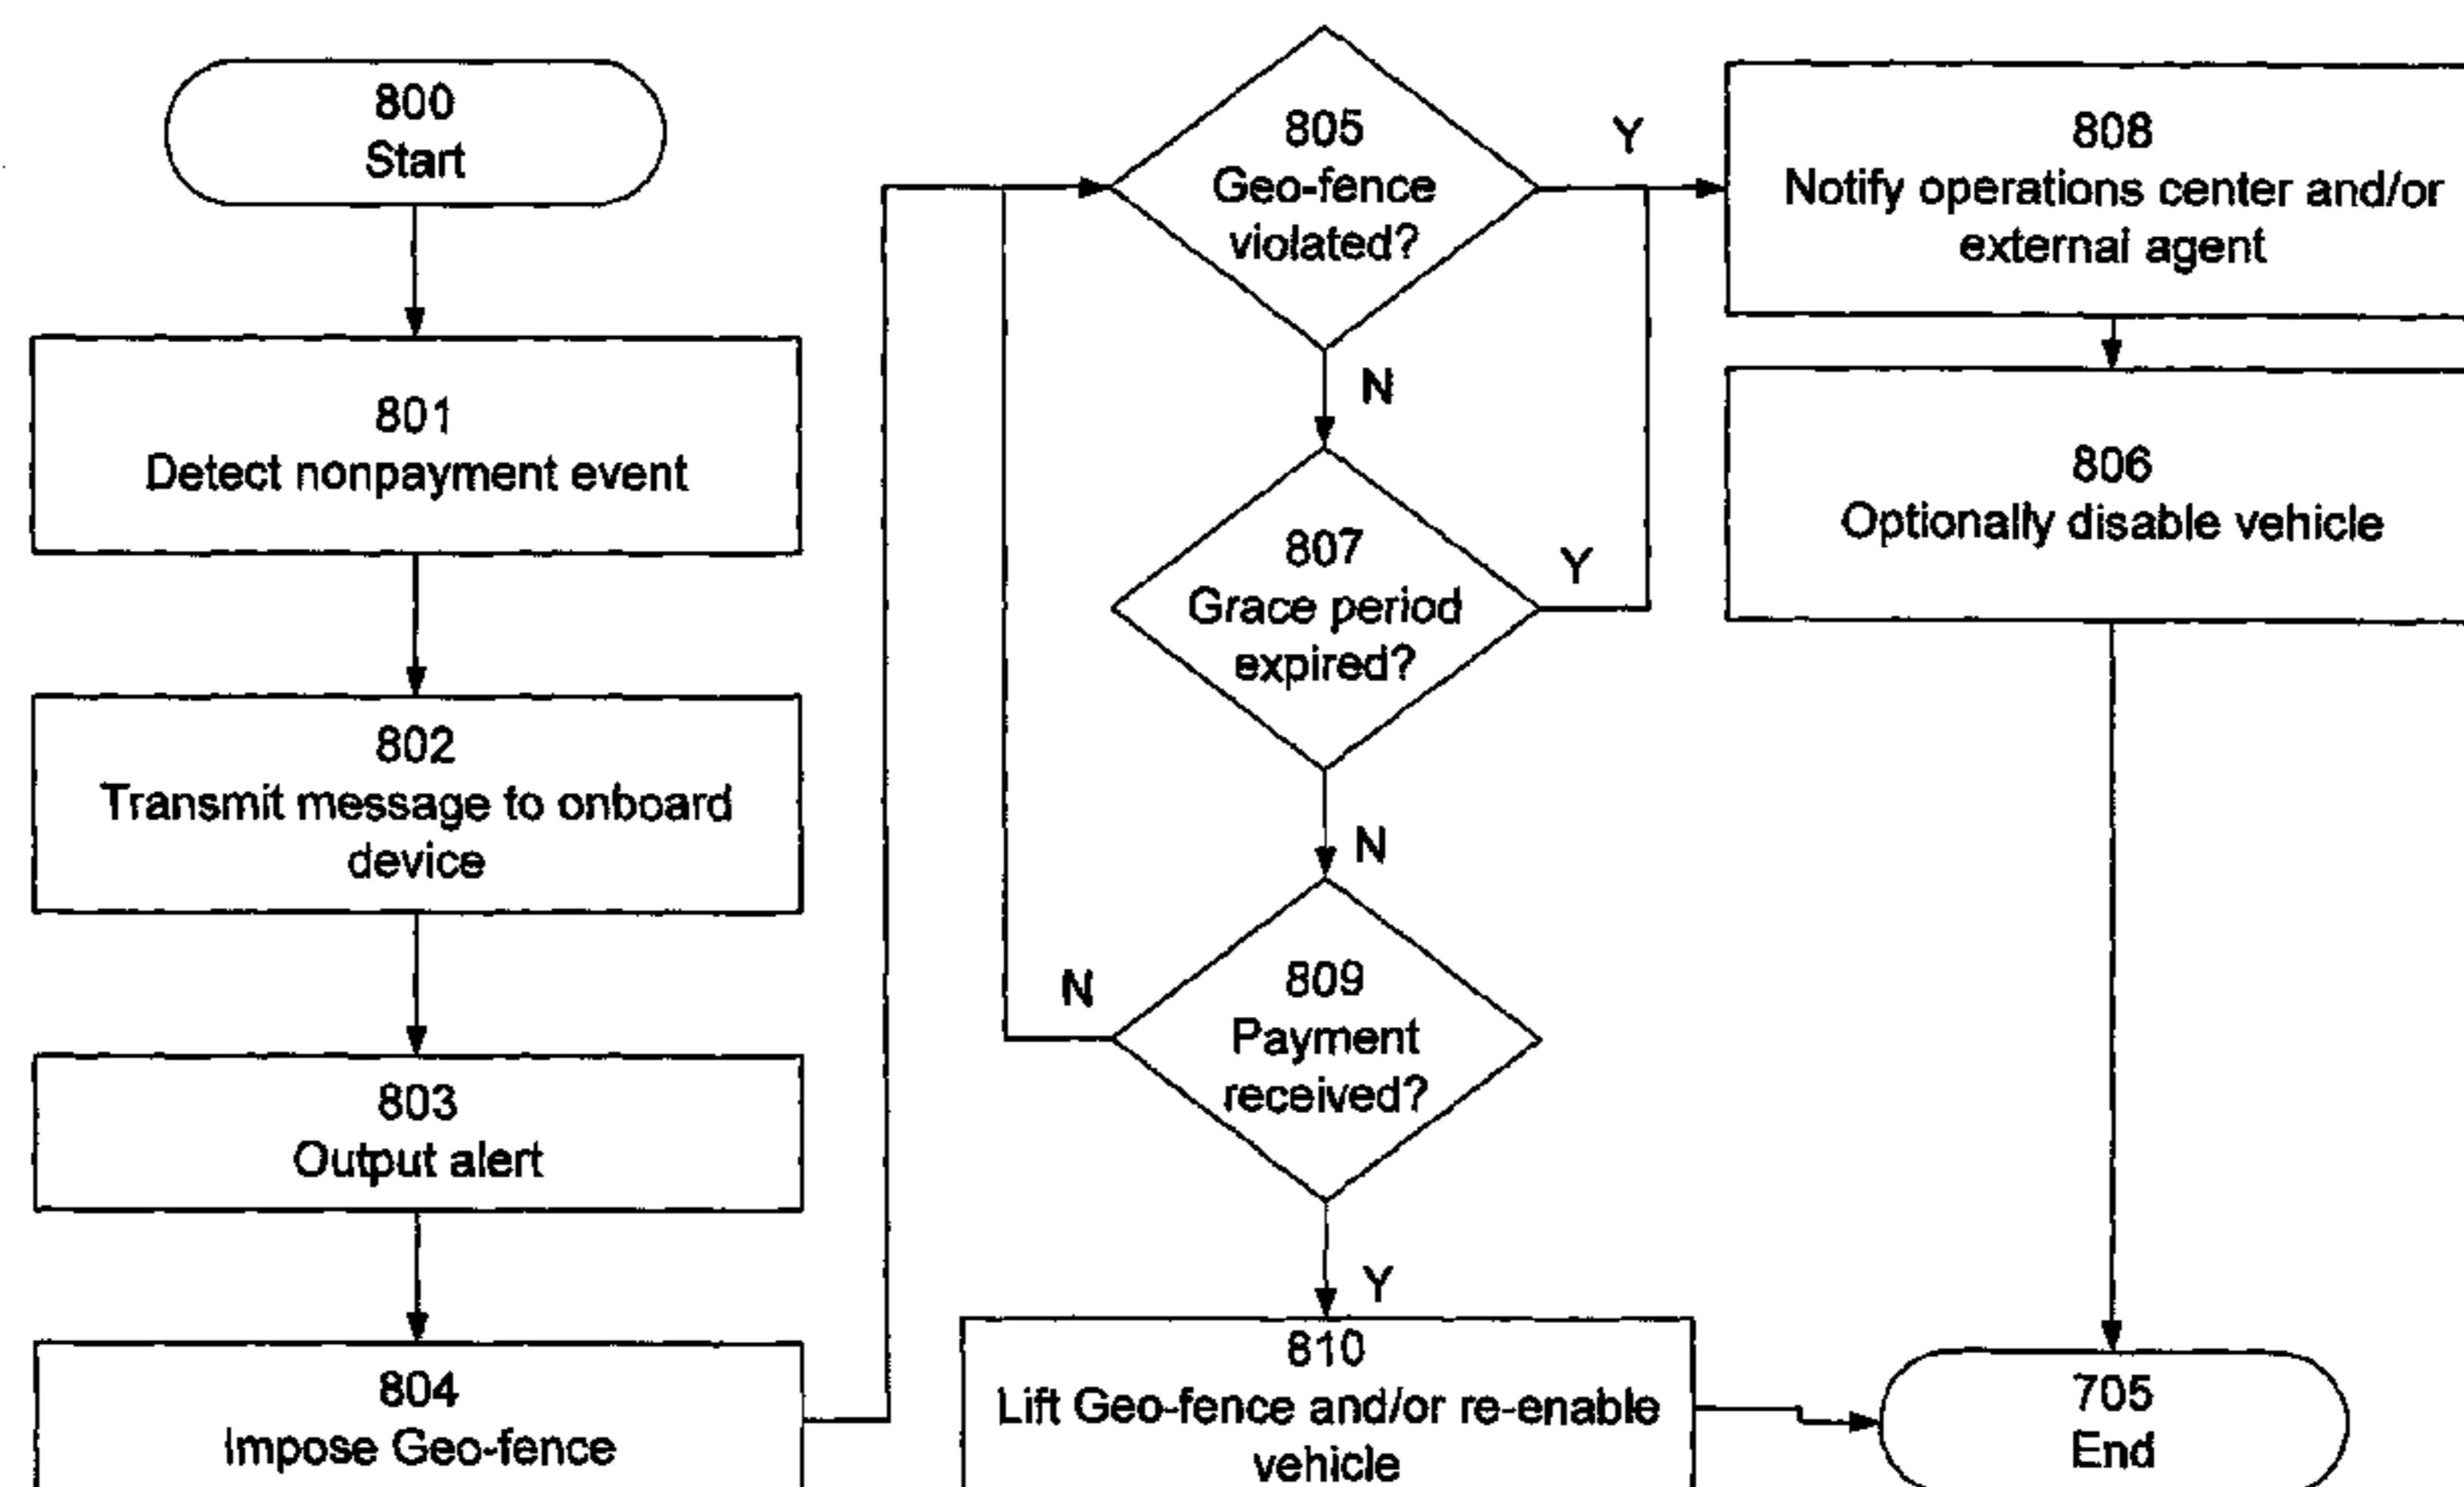 800
Start
801
Detect nonpayment event
802
Transmit message to onboard
device
803
Output alert
804
Impose Geo-fence
805
Geo-fence
violated?
Y
N
807
Grace period
expired?
Y
N
809
Payment
received?
N
Y
810
Lift Geo-fence and/or re-enable
vehicle
808
Notify operations center and/or
external agent
806
Optionally disable vehicle
705
End